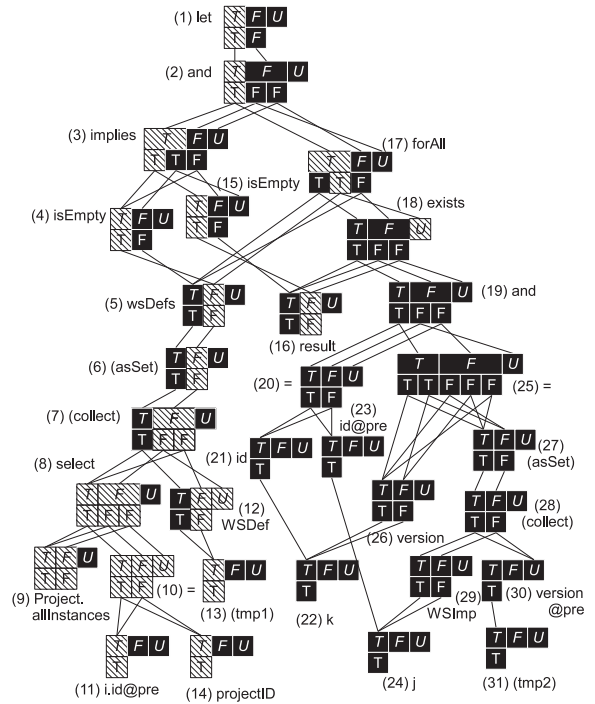 (1) let
T F U
T F
(2) and
T F U
T F F
(3) implies
T F U
T T F
(17) forAll
T F U
T T F
(15) isEmpty
T F U
T F
(4) isEmpty
T F U
T F
(18) exists
T F U
T F F
(5) wsDefs
T F U
T F
(16) result
T F U
T F
(19) and
T F U
T F F
(6) (asSet)
T F U
T F
(20) =
T F U
T F
(25) =
T F U
T T F F F
(7) (collect)
T F U
T F F
(23)
id@pre
T F U
T
(21) id
T F U
T
(27)
(asSet)
T F U
T F
(8) select
T F U
T F F F
(12)
WSDef
T F U
T F
(26) version
T F U
T F
(28)
(collect)
T F U
T F
(9) Project.
allInstances
T F U
T F
(10) =
T F U
T F F
(13) (tmp1)
T F U
T
(22) k
T F U
T
(29)
WSImp
T F U
T F
(30) version
@pre
T F U
T
(11) i.id@pre
T F U
T
(14) projectID
T F U
T
(24) j
T F U
T
(31) (tmp2)
T F U
T